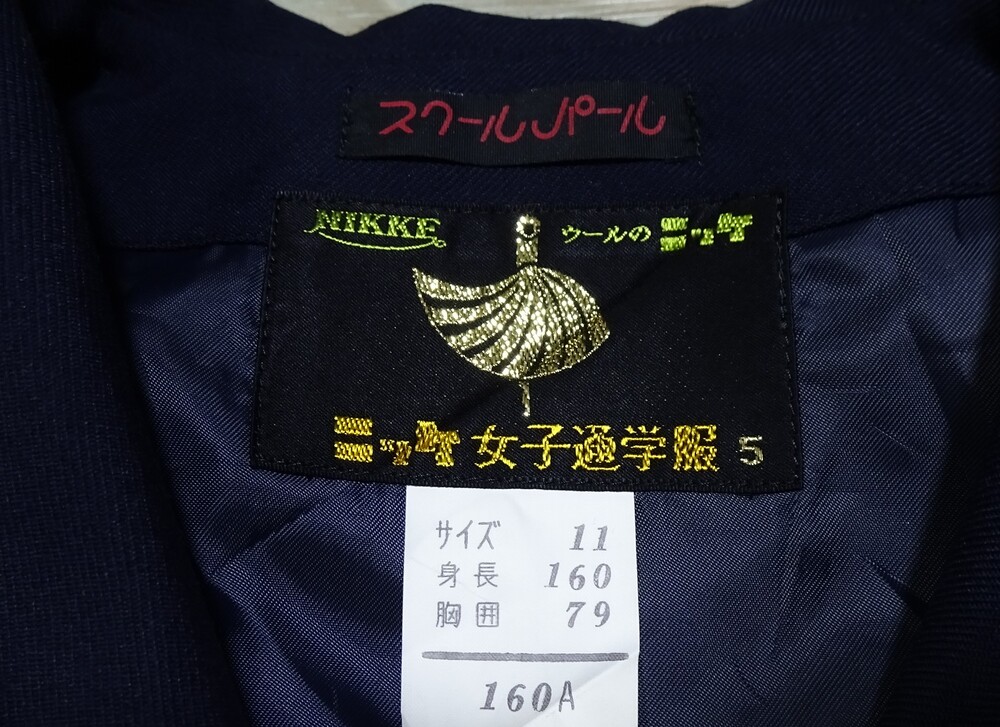 スクールパール
NIKKE
ウールのニッケ
ニッケ女子通学服 5
サイズ 11
身長 160
胸囲 79
160A